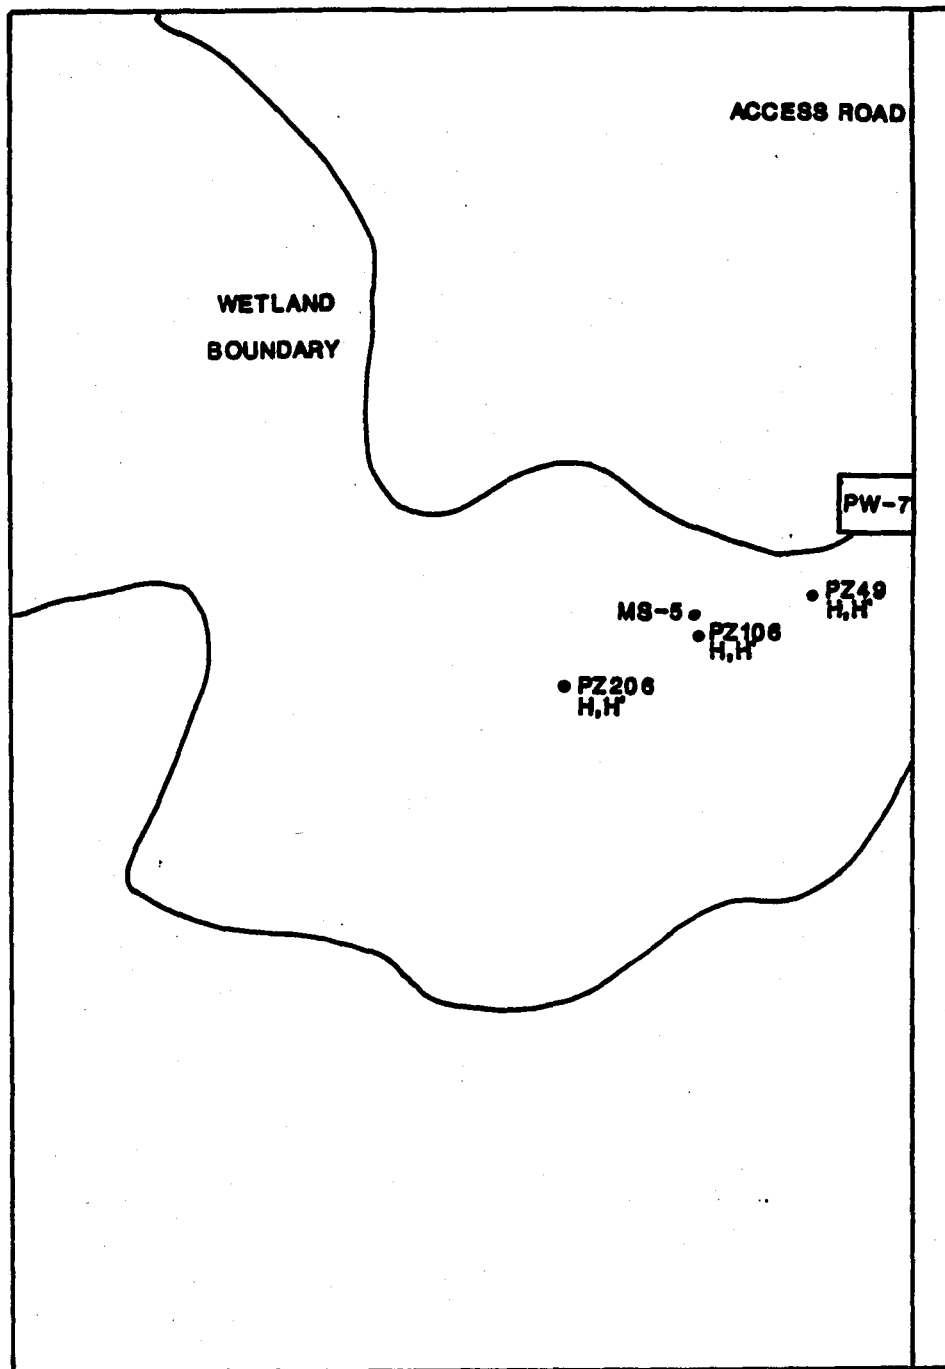 ACCESS ROAD
WETLAND
BOUNDARY
PW-7
PZ49
H,H'
MS-5
PZ106
H,H'
PZ206
H,H'